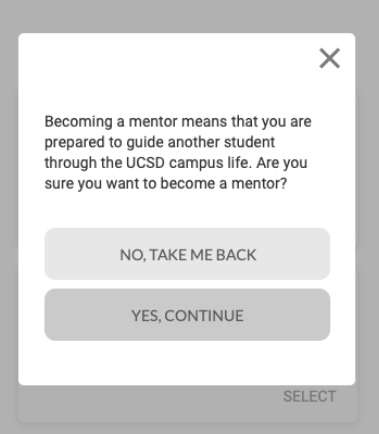 Becoming a mentor means that you are
prepared to guide another student
through the UCSD campus life. Are you
sure you want to become a mentor?
NO, TAKE ME BACK
YES, CONTINUE
SELECT